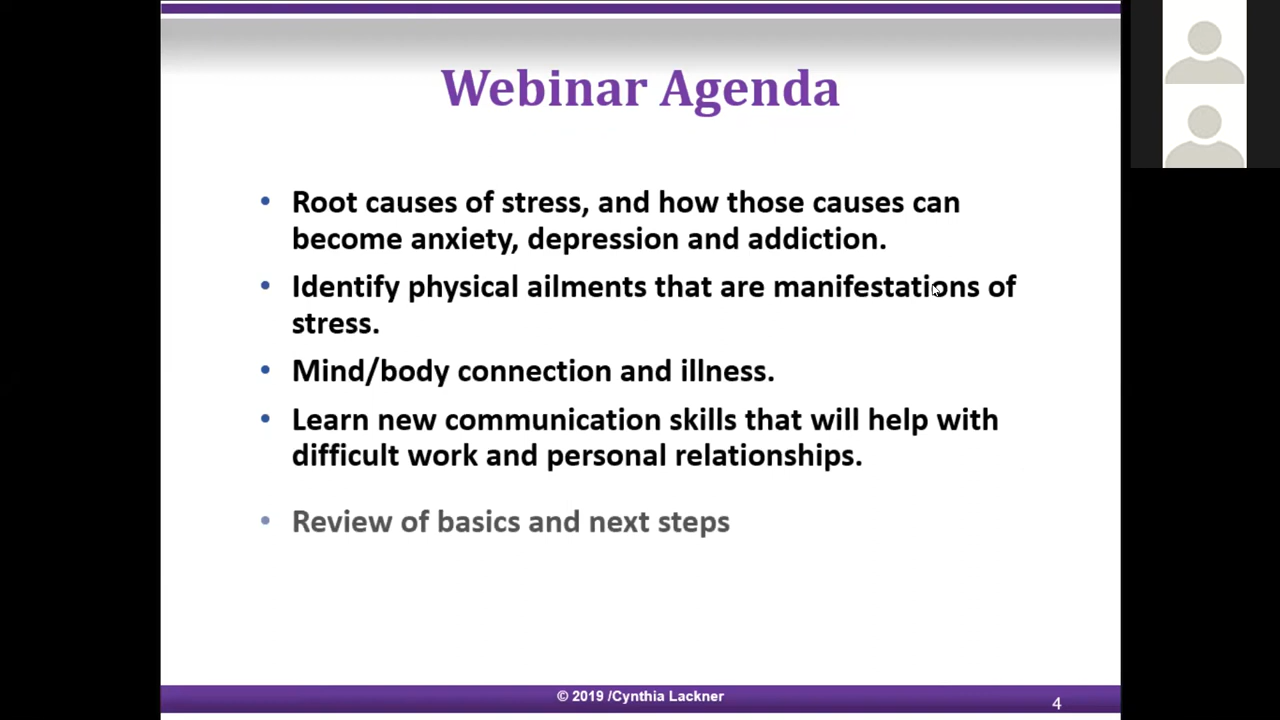 Webinar Agenda
• Root causes of stress, and how those causes can
become anxiety, depression and addiction.
• Identify physical ailments that are manifestations of
stress.
• Mind/body connection and illness.
• Learn new communication skills that will help with
difficult work and personal relationships.
• Review of basics and next steps
© 2019 /Cynthia Lackner
4